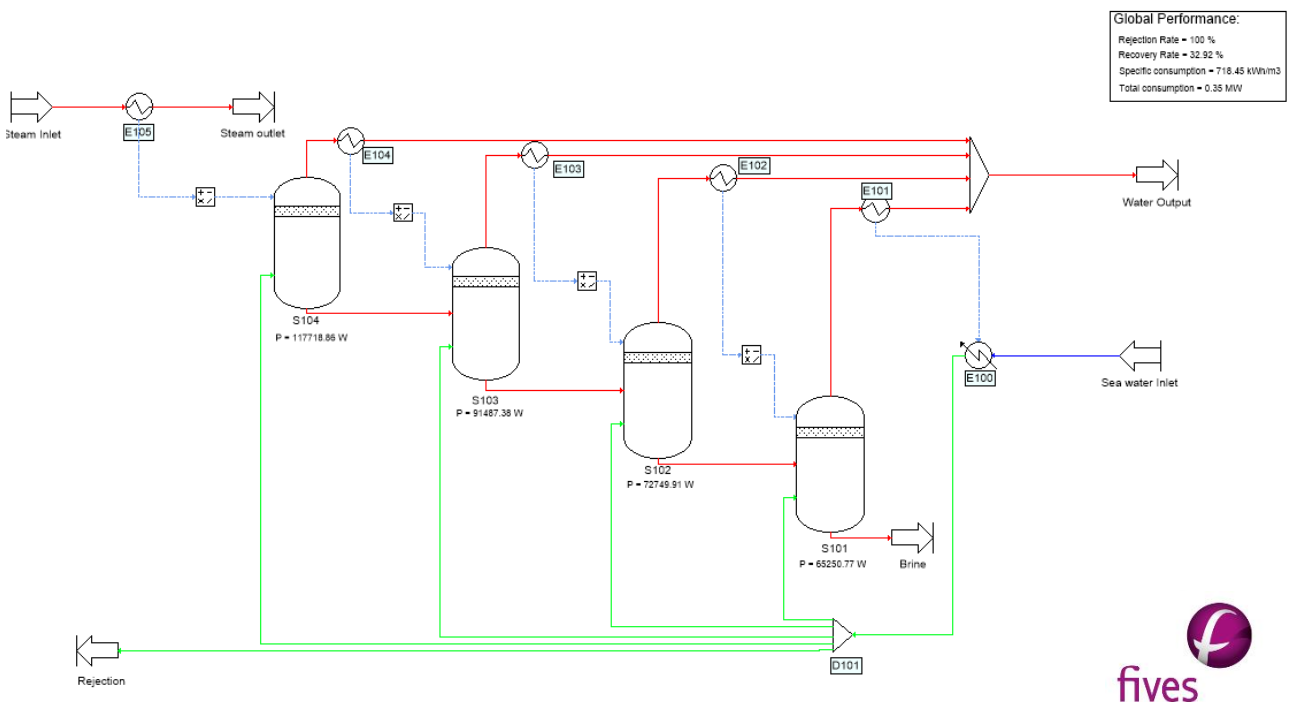 Global Performance:
Rejection Rate = 100 %
Recovery Rate = 32.92 %
Specific consumption = 718.45 kWh/m3
Total consumption = 0.35 MW
Steam Inlet
E105
Steam outlet
E104
E103
E102
E101
Water Output
S104
P = 117718.86 W
E100
Sea water Inlet
S103
P = 91487.38 W
S102
P = 72749.91 W
S101
P = 65250.77 W
Brine
D101
Rejection
fives